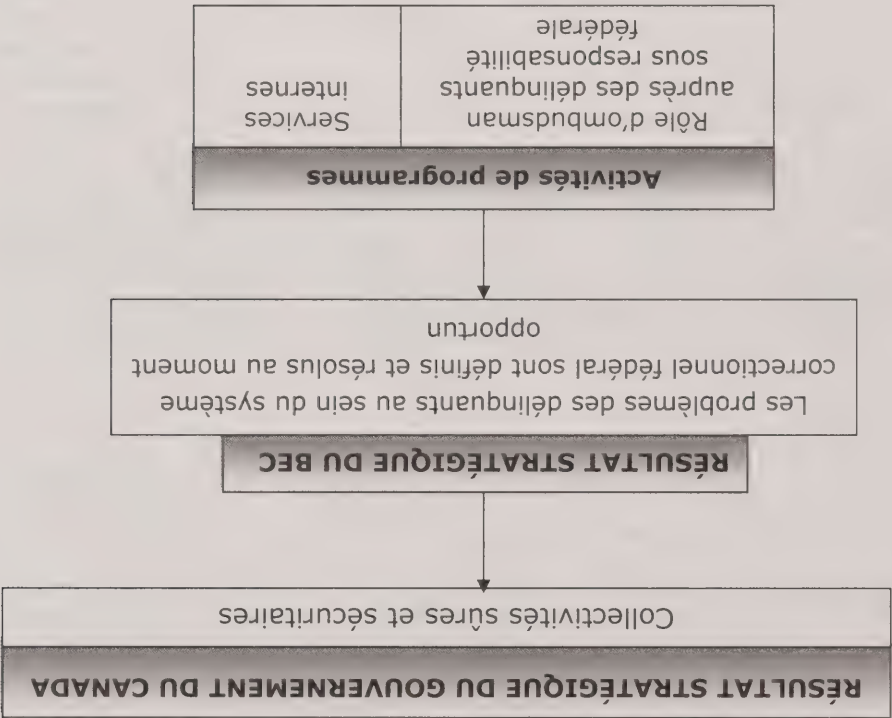 RÉSULTAT STRATÉGIQUE DU GOUVERNEMENT DU CANADA
Collectivités sûres et sécuritaires
RÉSULTAT STRATÉGIQUE DU BEC
Les problèmes des délinquants au sein du système
correctionnel fédéral sont définis et résolus au moment
opportun
Activités de programmes
Rôle d'ombudsman
auprès des délinquants
sous responsabilité
fédérale
Services
internes